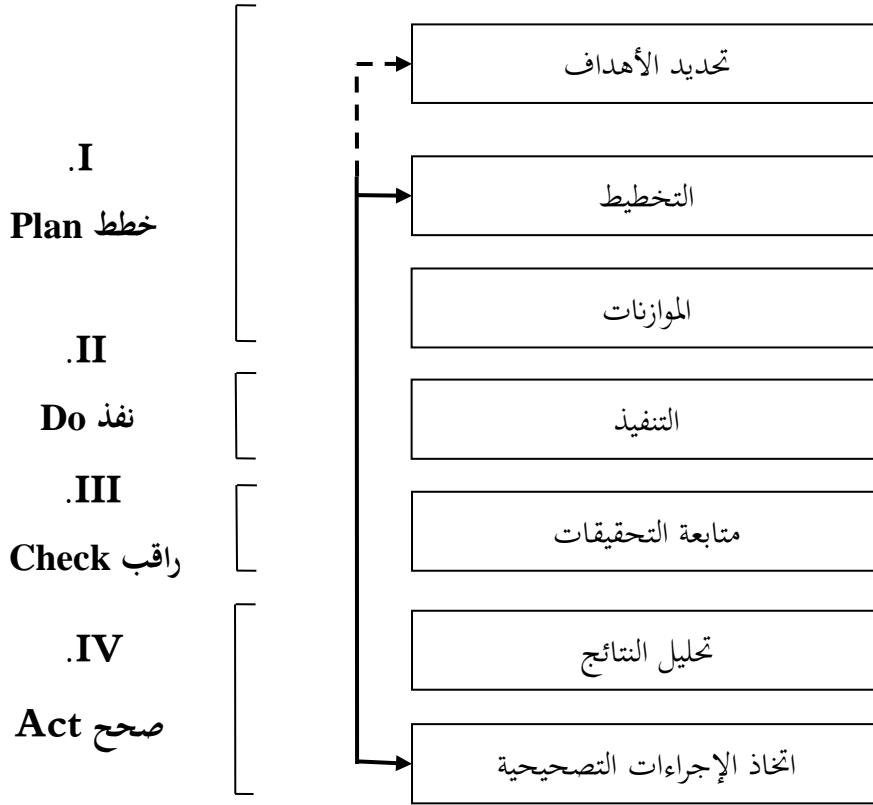 تحديد الأهداف
التخطيط
الموازنات
التنفيذ
متابعة التحقيقات
تحليل النتائج
اتخاذ الإجراءات التصحيحية
I.
خطط Plan
II.
نفذ Do
III.
راقب Check
IV.
صحح Act